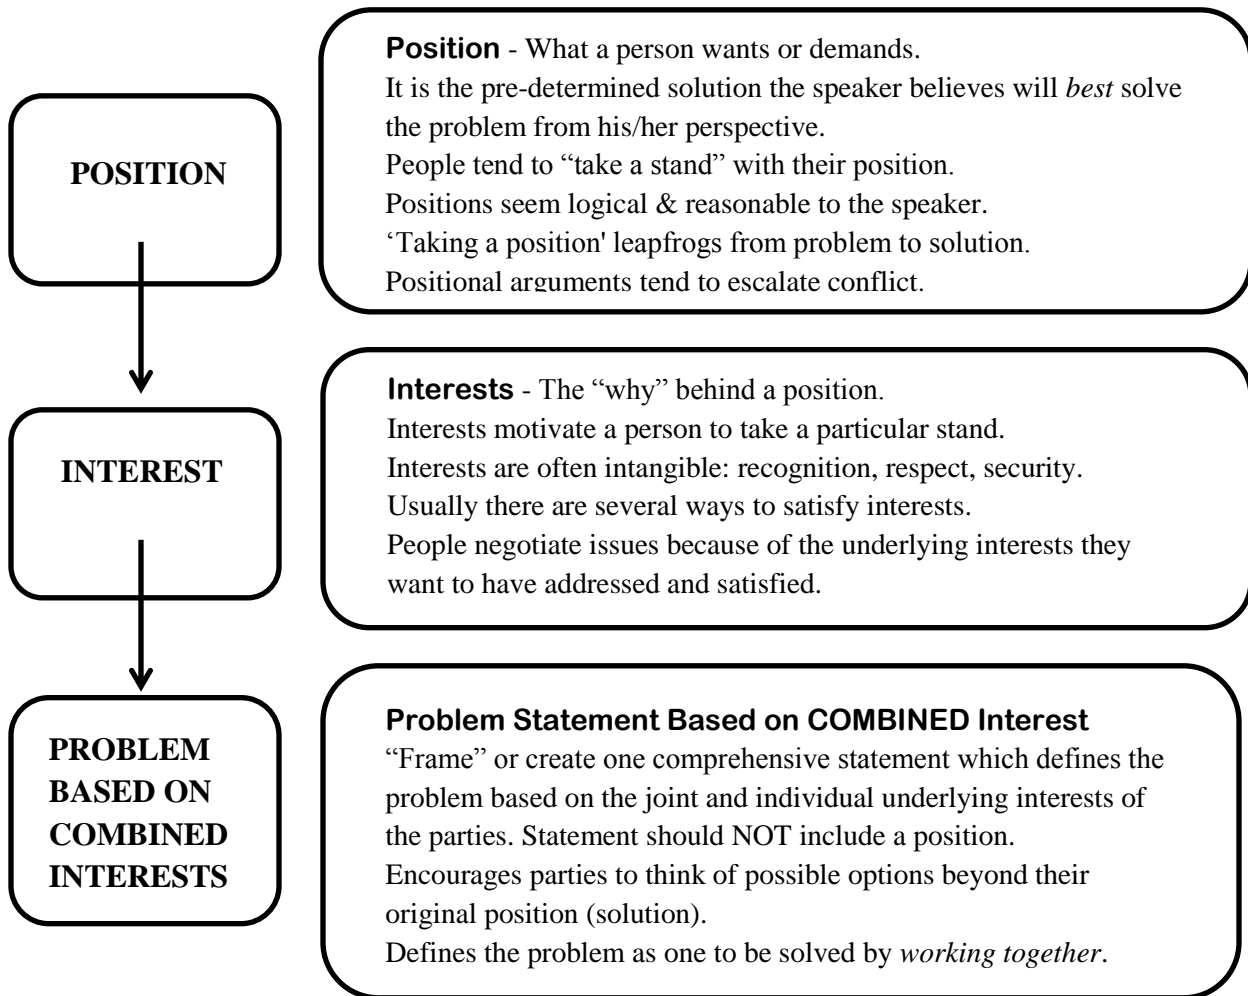 POSITION
Position - What a person wants or demands.
It is the pre-determined solution the speaker believes will best solve
the problem from his/her perspective.
People tend to “take a stand” with their position.
Positions seem logical & reasonable to the speaker.
‘Taking a position' leapfrogs from problem to solution.
Positional arguments tend to escalate conflict.
INTEREST
Interests - The “why” behind a position.
Interests motivate a person to take a particular stand.
Interests are often intangible: recognition, respect, security.
Usually there are several ways to satisfy interests.
People negotiate issues because of the underlying interests they
want to have addressed and satisfied.
PROBLEM
BASED ON
COMBINED
INTERESTS
Problem Statement Based on COMBINED Interest
“Frame” or create one comprehensive statement which defines the
problem based on the joint and individual underlying interests of
the parties. Statement should NOT include a position.
Encourages parties to think of possible options beyond their
original position (solution).
Defines the problem as one to be solved by working together.